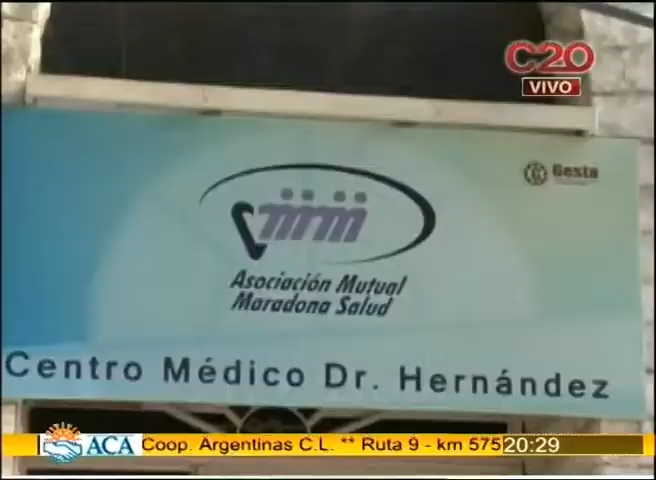 C20
VIVO
Gesta
Asociación Mutual
Maradona Salud
Centro Médico Dr. Hernández
ACA Coop. Argentinas C.L. ** Ruta 9 - km 575 20:29